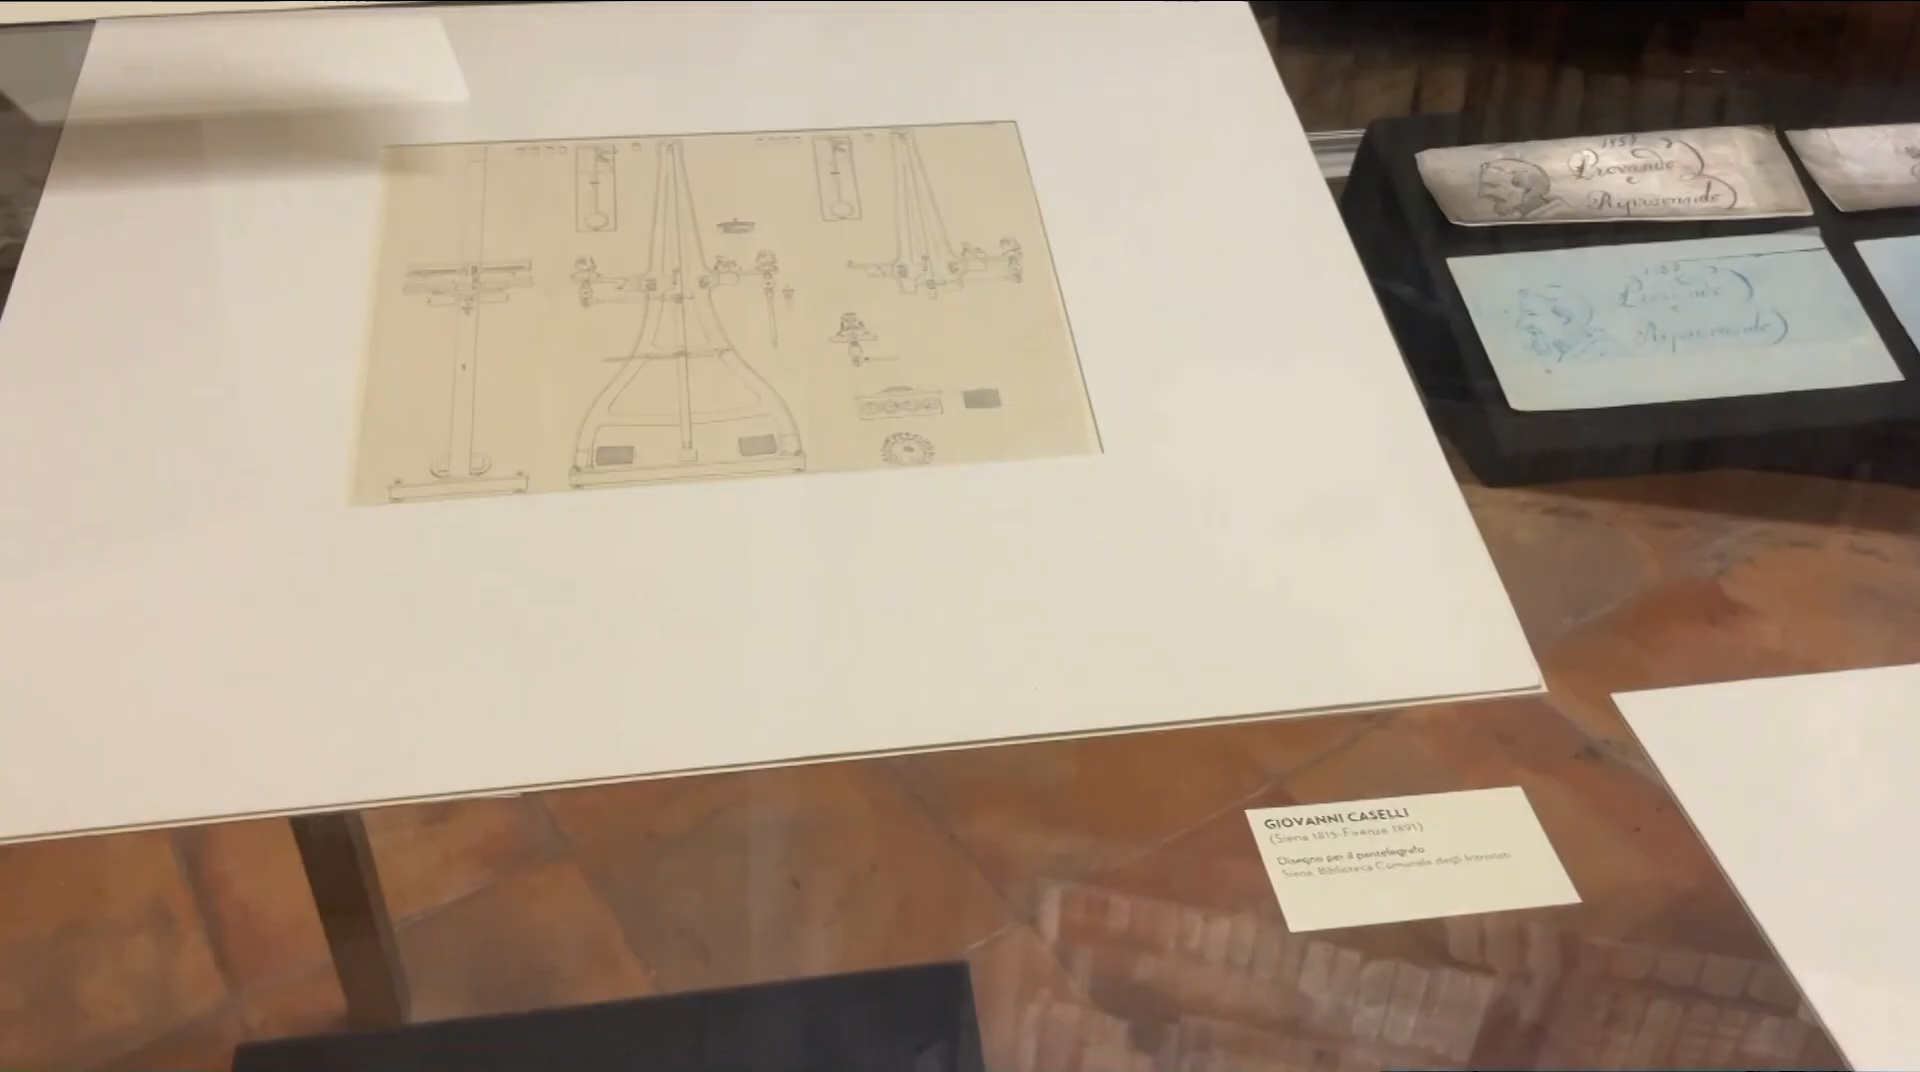 1857
Provando
e
Riprovando
Provando
e
Riprovando
GIOVANNI CASELLI
(Siena 1815-Firenze 1891)
Disegno per il pantelegrafo
Siena, Biblioteca Comunale degli Intronati